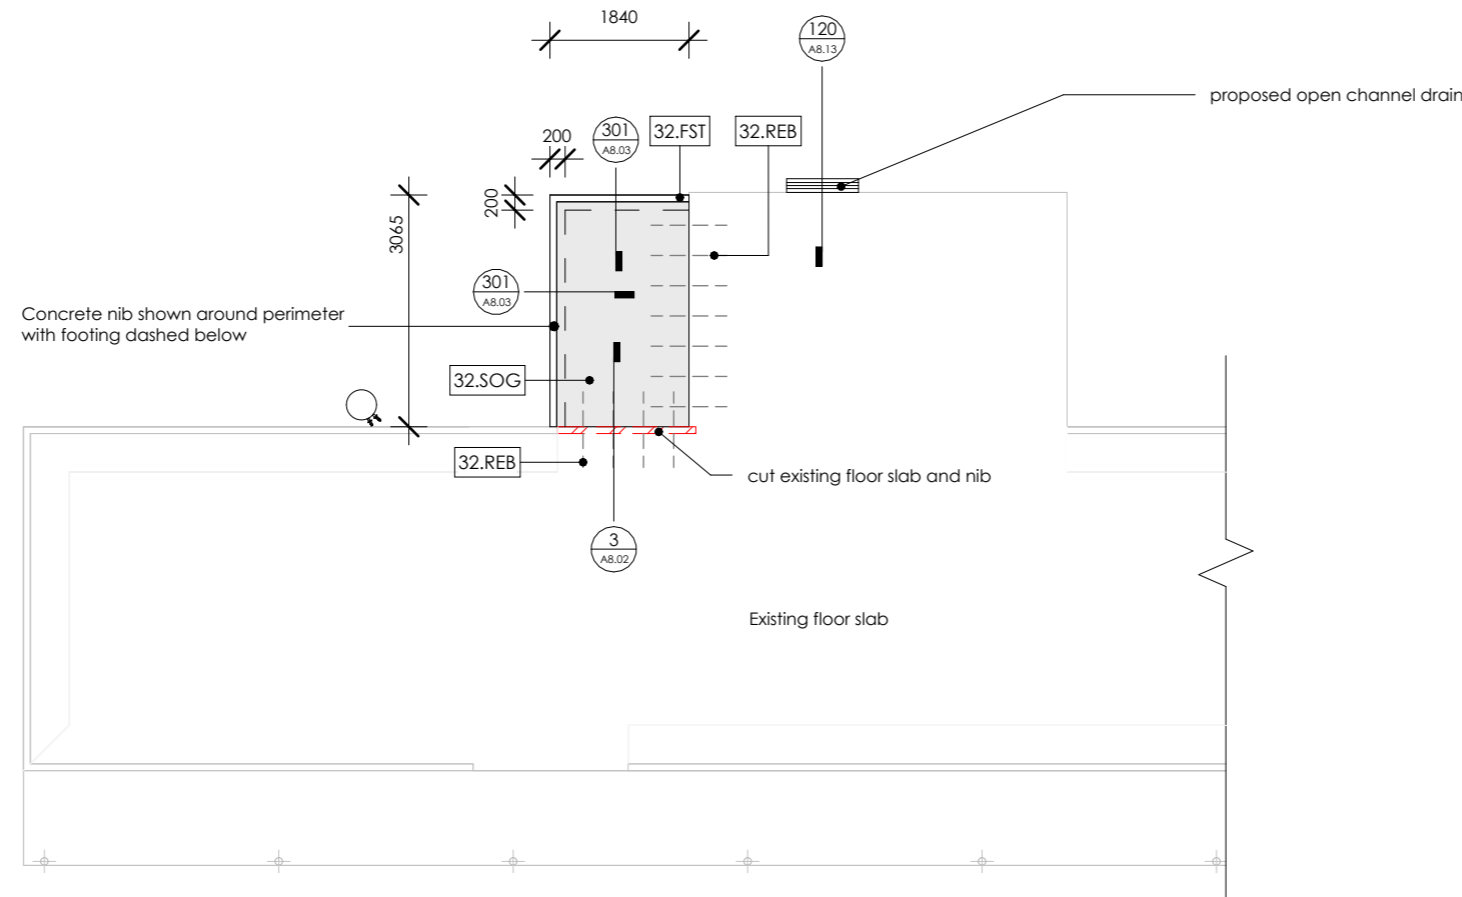 1840
120
A8.13
proposed open channel drain
200
301
A8.03
32.FST
32.REB
200
3065
301
A8.03
Concrete nib shown around perimeter
with footing dashed below
32.SOG
32.REB
cut existing floor slab and nib
3
A8.02
Existing floor slab